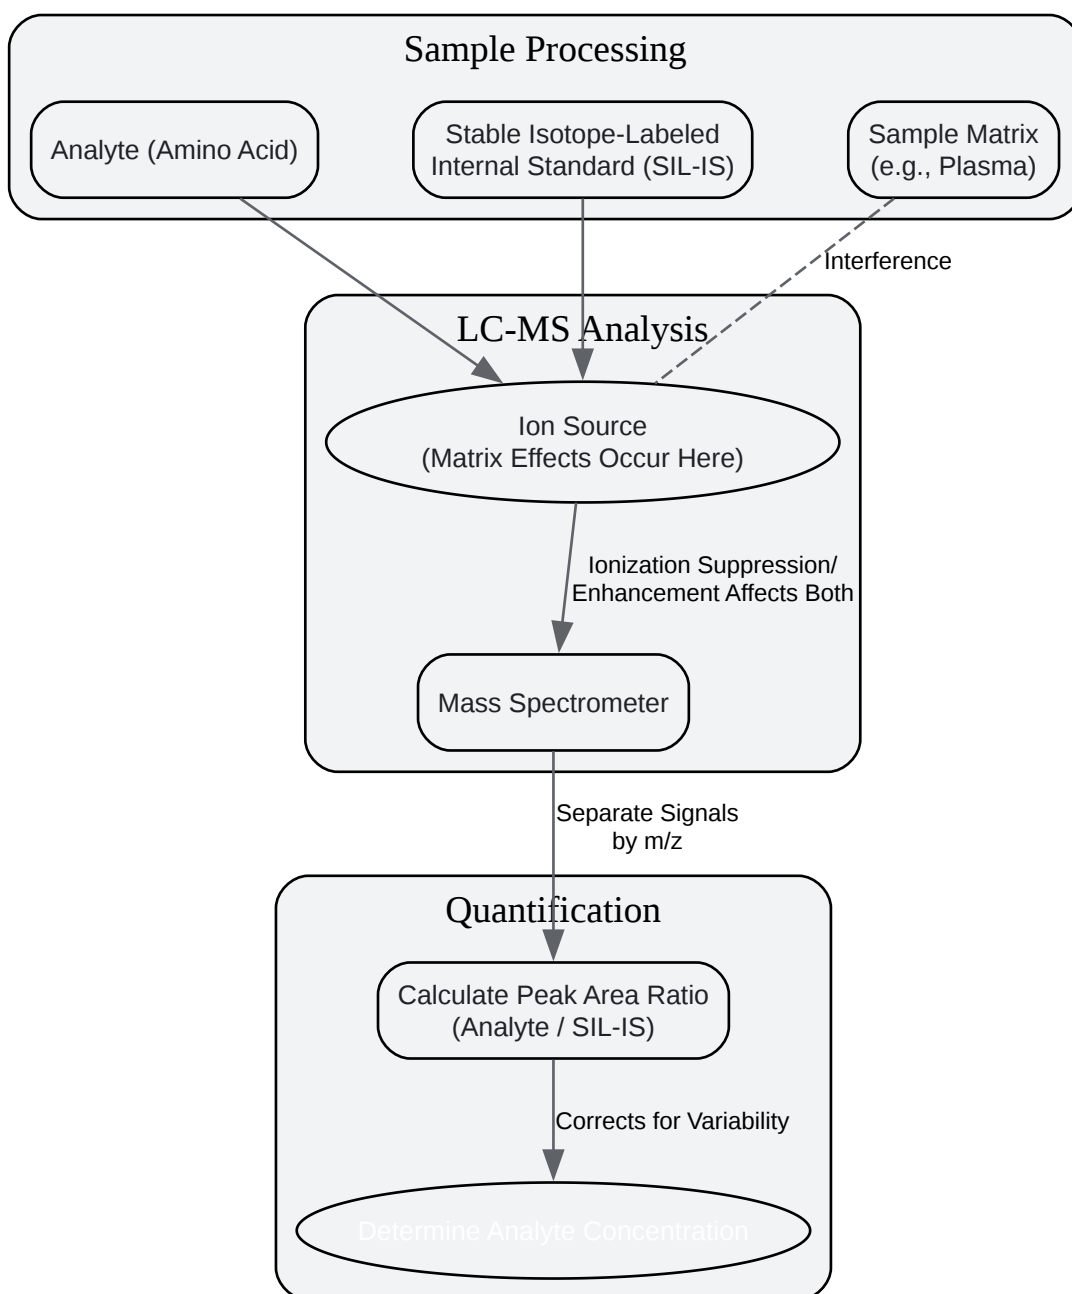 Sample Processing
Analyte (Amino Acid)
Stable Isotope-Labeled
Internal Standard (SIL-IS)
Sample Matrix
(e.g., Plasma)
Interference
LC-MS Analysis
Ion Source
(Matrix Effects Occur Here)
Ionization Suppression/
Enhancement Affects Both
Mass Spectrometer
Separate Signals
by m/z
Quantification
Calculate Peak Area Ratio
(Analyte / SIL-IS)
Corrects for Variability
Determine Analyte Concentration